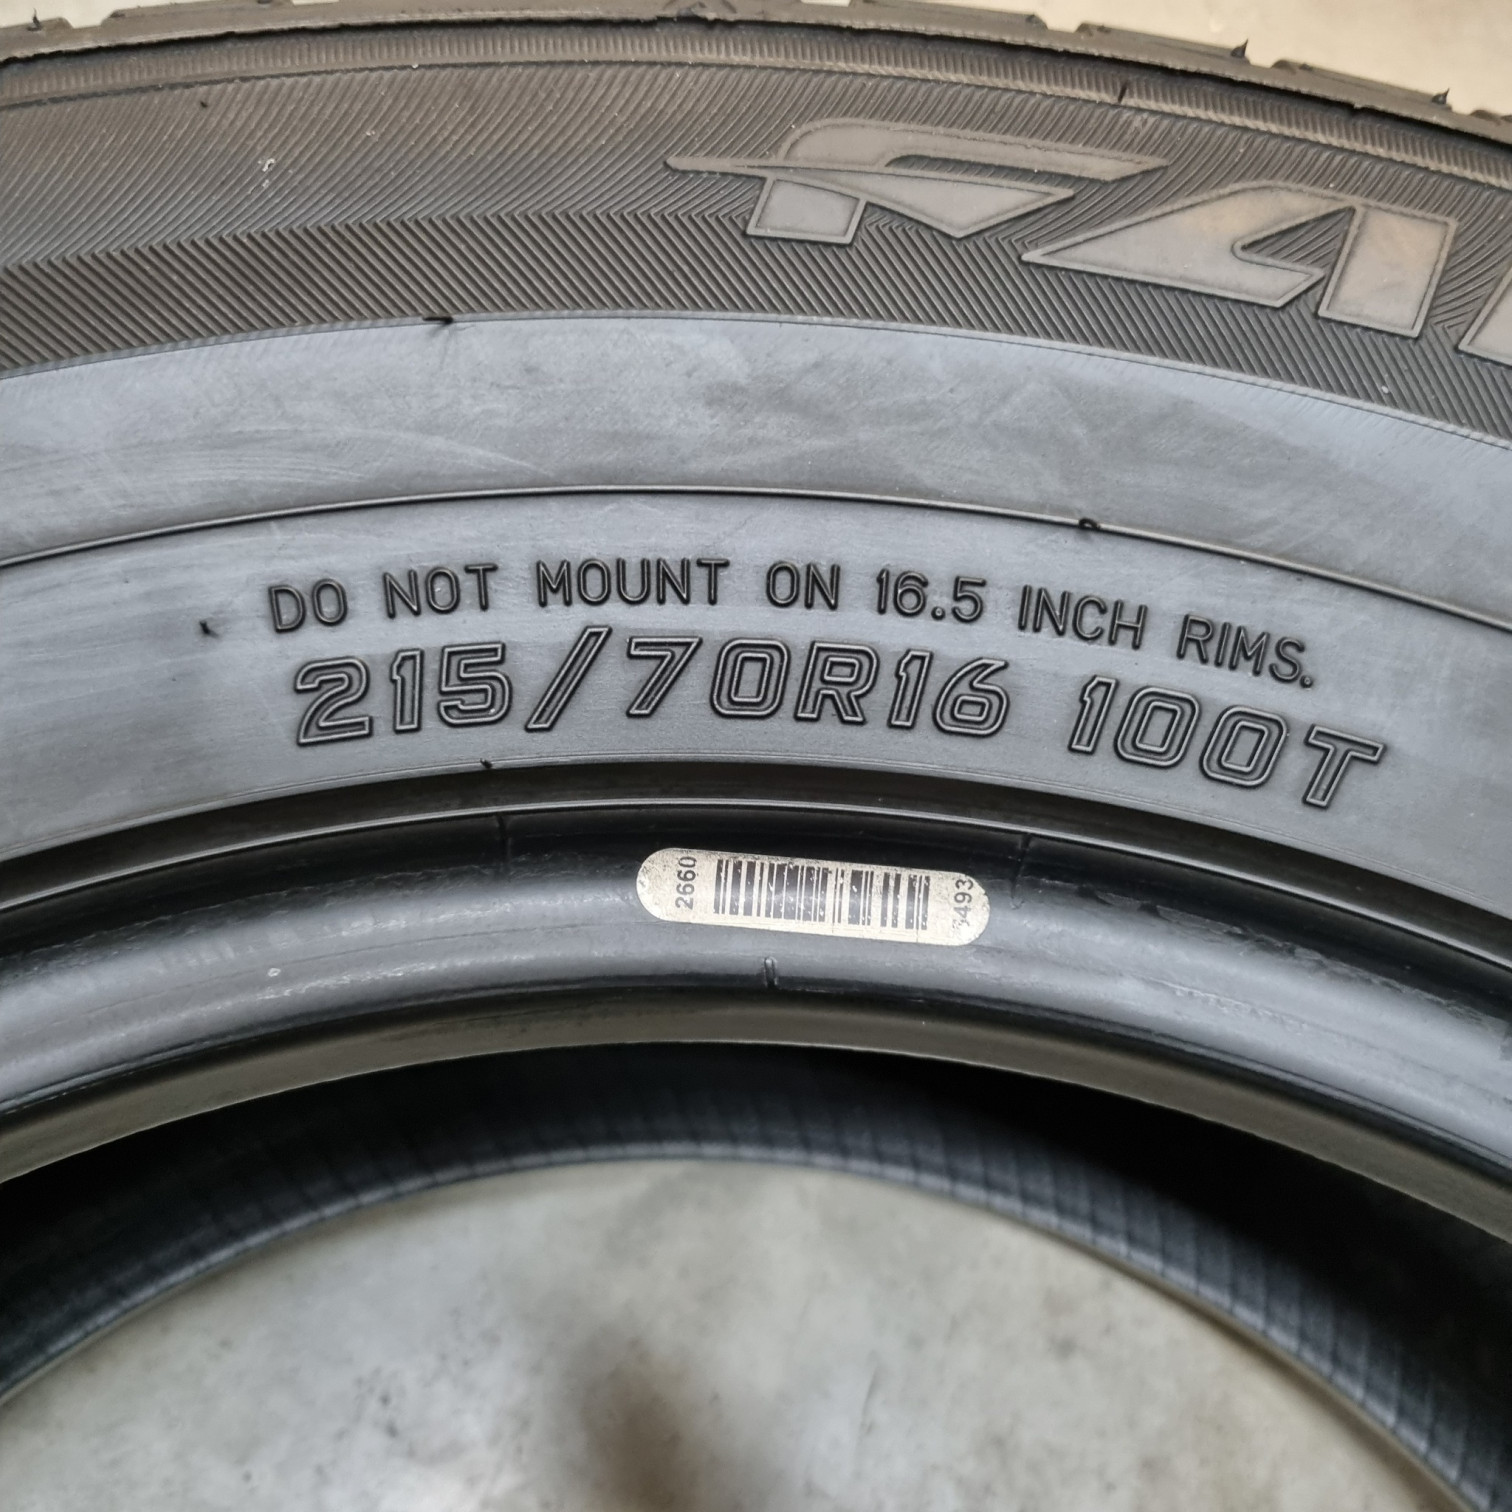 DO NOT MOUNT ON 16.5 INCH RIMS.
215/70R16 100T
2660